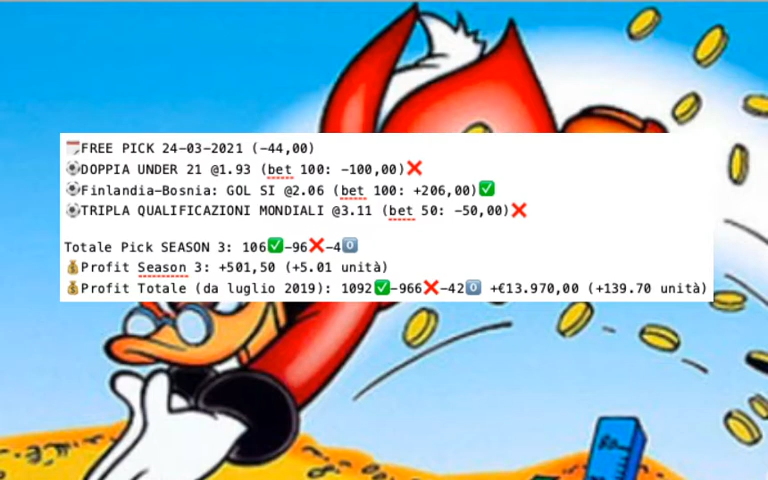 🗓️FREE PICK 24-03-2021 (-44,00)
⚽DOPPIA UNDER 21 @1.93 (bet 100: -100,00)❌
⚽Finlandia-Bosnia: GOL SI @2.06 (bet 100: +206,00)✅
⚽TRIPLA QUALIFICAZIONI MONDIALI @3.11 (bet 50: -50,00)❌
Totale Pick SEASON 3: 106✅-96❌-40️⃣
💰Profit Season 3: +501,50 (+5.01 unità)
💰Profit Totale (da luglio 2019): 1092✅-966❌-420️⃣ +€13.970,00 (+139.70 unità)